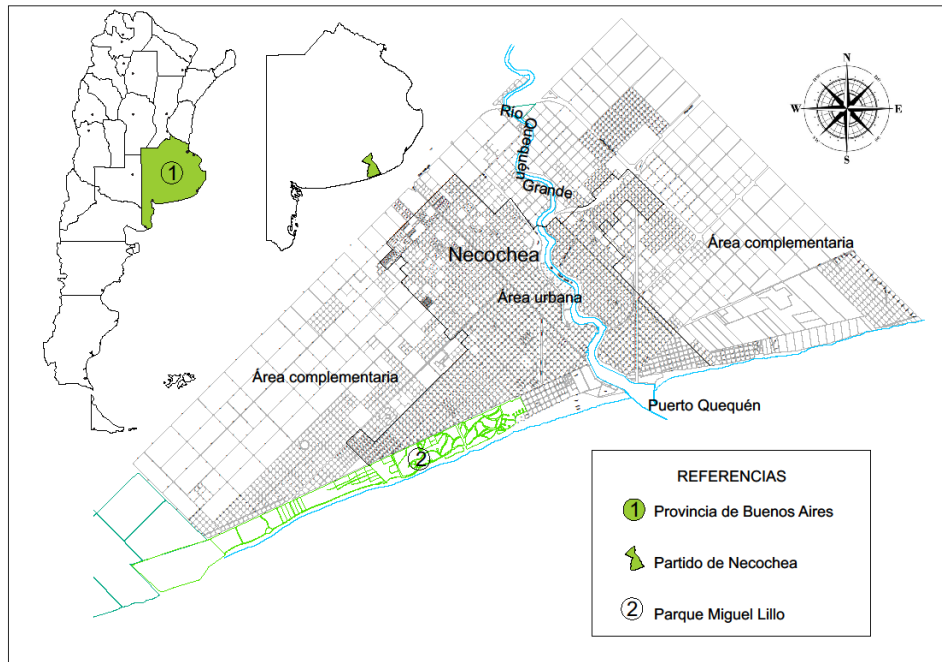 1
N
W
E
S
Río
Quequén
Grande
Necochea
Área urbana
Área complementaria
Área complementaria
Puerto Quequén
2
REFERENCIAS
1 Provincia de Buenos Aires
Partido de Necochea
2 Parque Miguel Lillo